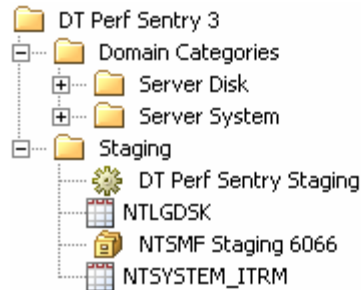 DT Perf Sentry 3
Domain Categories
Server Disk
Server System
Staging
DT Perf Sentry Staging
NTLGDSK
NTSMF Staging 6066
NTSYSTEM_ITRM